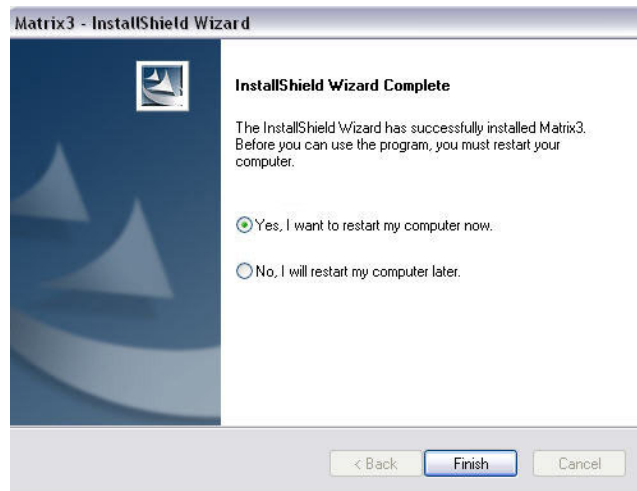 Matrix3 - InstallShield Wizard
InstallShield Wizard Complete
The InstallShield Wizard has successfully installed Matrix3.
Before you can use the program, you must restart your
computer.
Yes, I want to restart my computer now.
No, I will restart my computer later.
< Back Finish Cancel